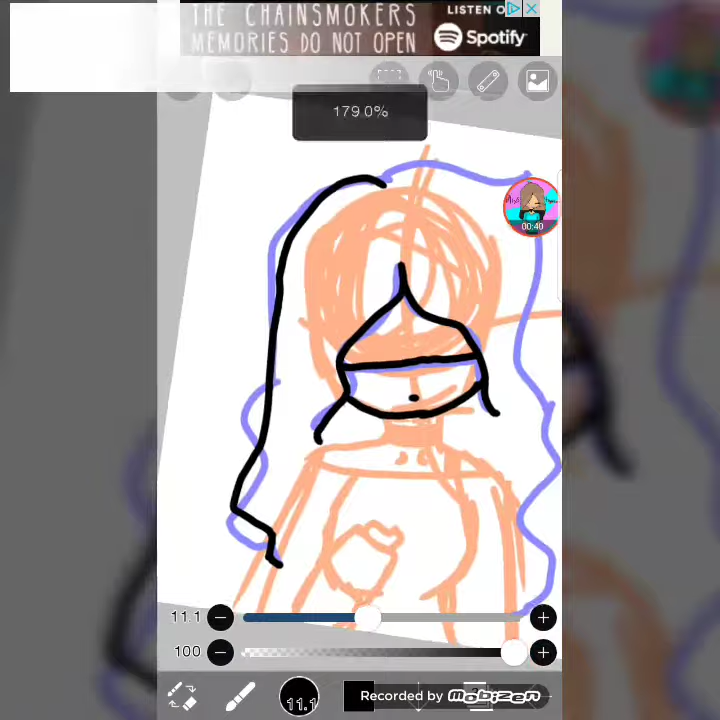 THE CHAINSMOKERS
MEMORIES DO NOT OPEN
LISTEN O
Spotify
179.0%
00:40
11.1
100
11.1
Recorded by mobizen